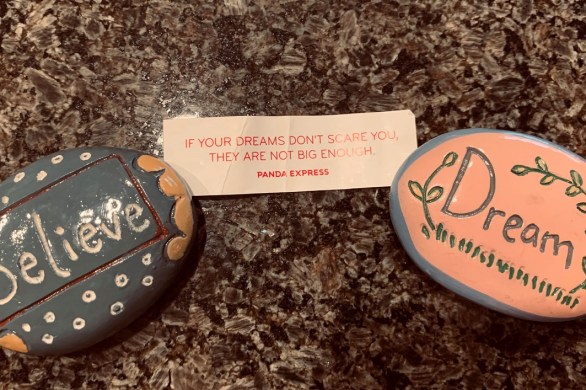 believe
IF YOUR DREAMS DON'T SCARE YOU,
THEY ARE NOT BIG ENOUGH.
PANDA EXPRESS
Dream